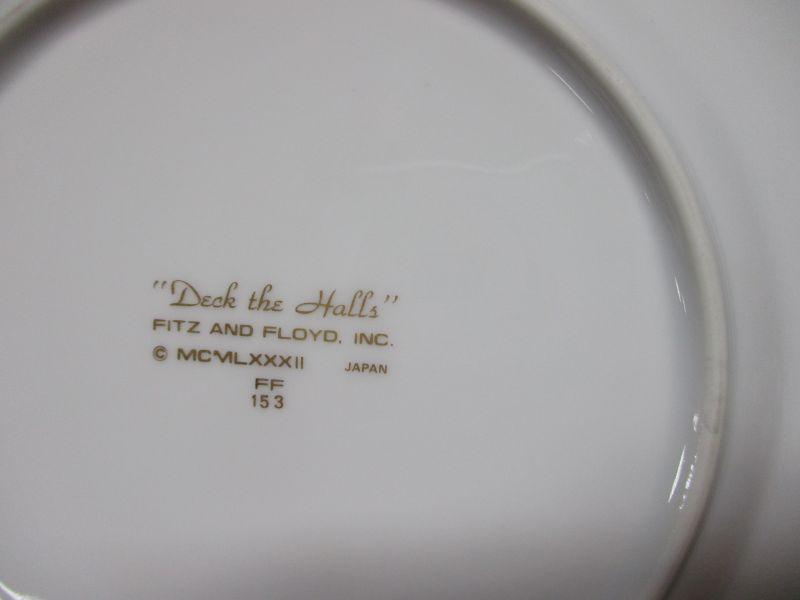 "Deck the Halls"
FITZ AND FLOYD, INC.
© MCMLXXXII JAPAN
FF
153